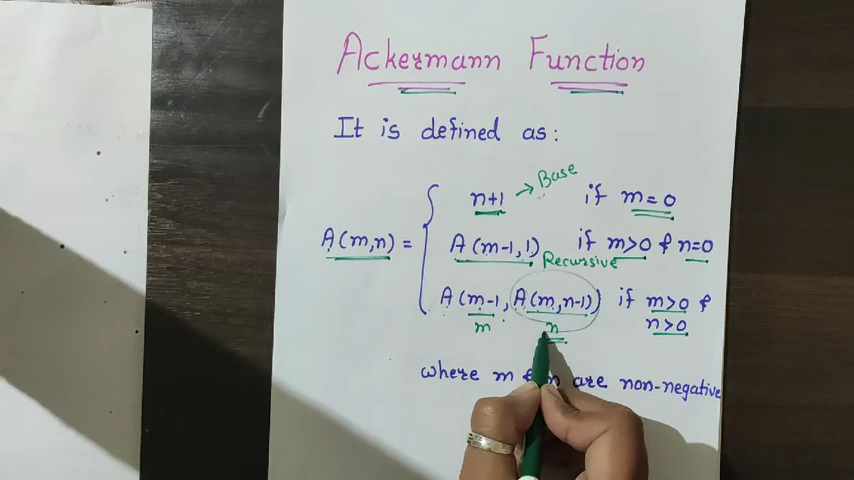 Ackermann Function
It is defined as:
n+1 → Base if m = 0
A(m,n) = { A(m-1,1) if m>0 & n=0
Recursive
A(m-1, A(m,n-1)) if m>0 &
m n n>0
where m & n are non-negative